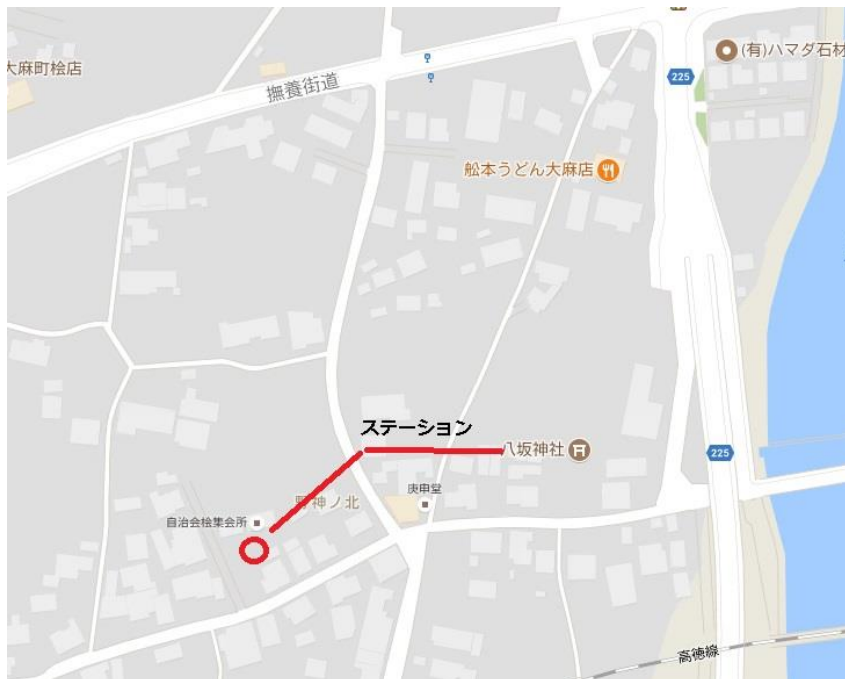 225
(有)ハマダ石材
大麻町桧店
撫養街道
舩本うどん大麻店
ステーション
八坂神社
225
庚申堂
野神ノ北
自治会桧集会所
高徳線